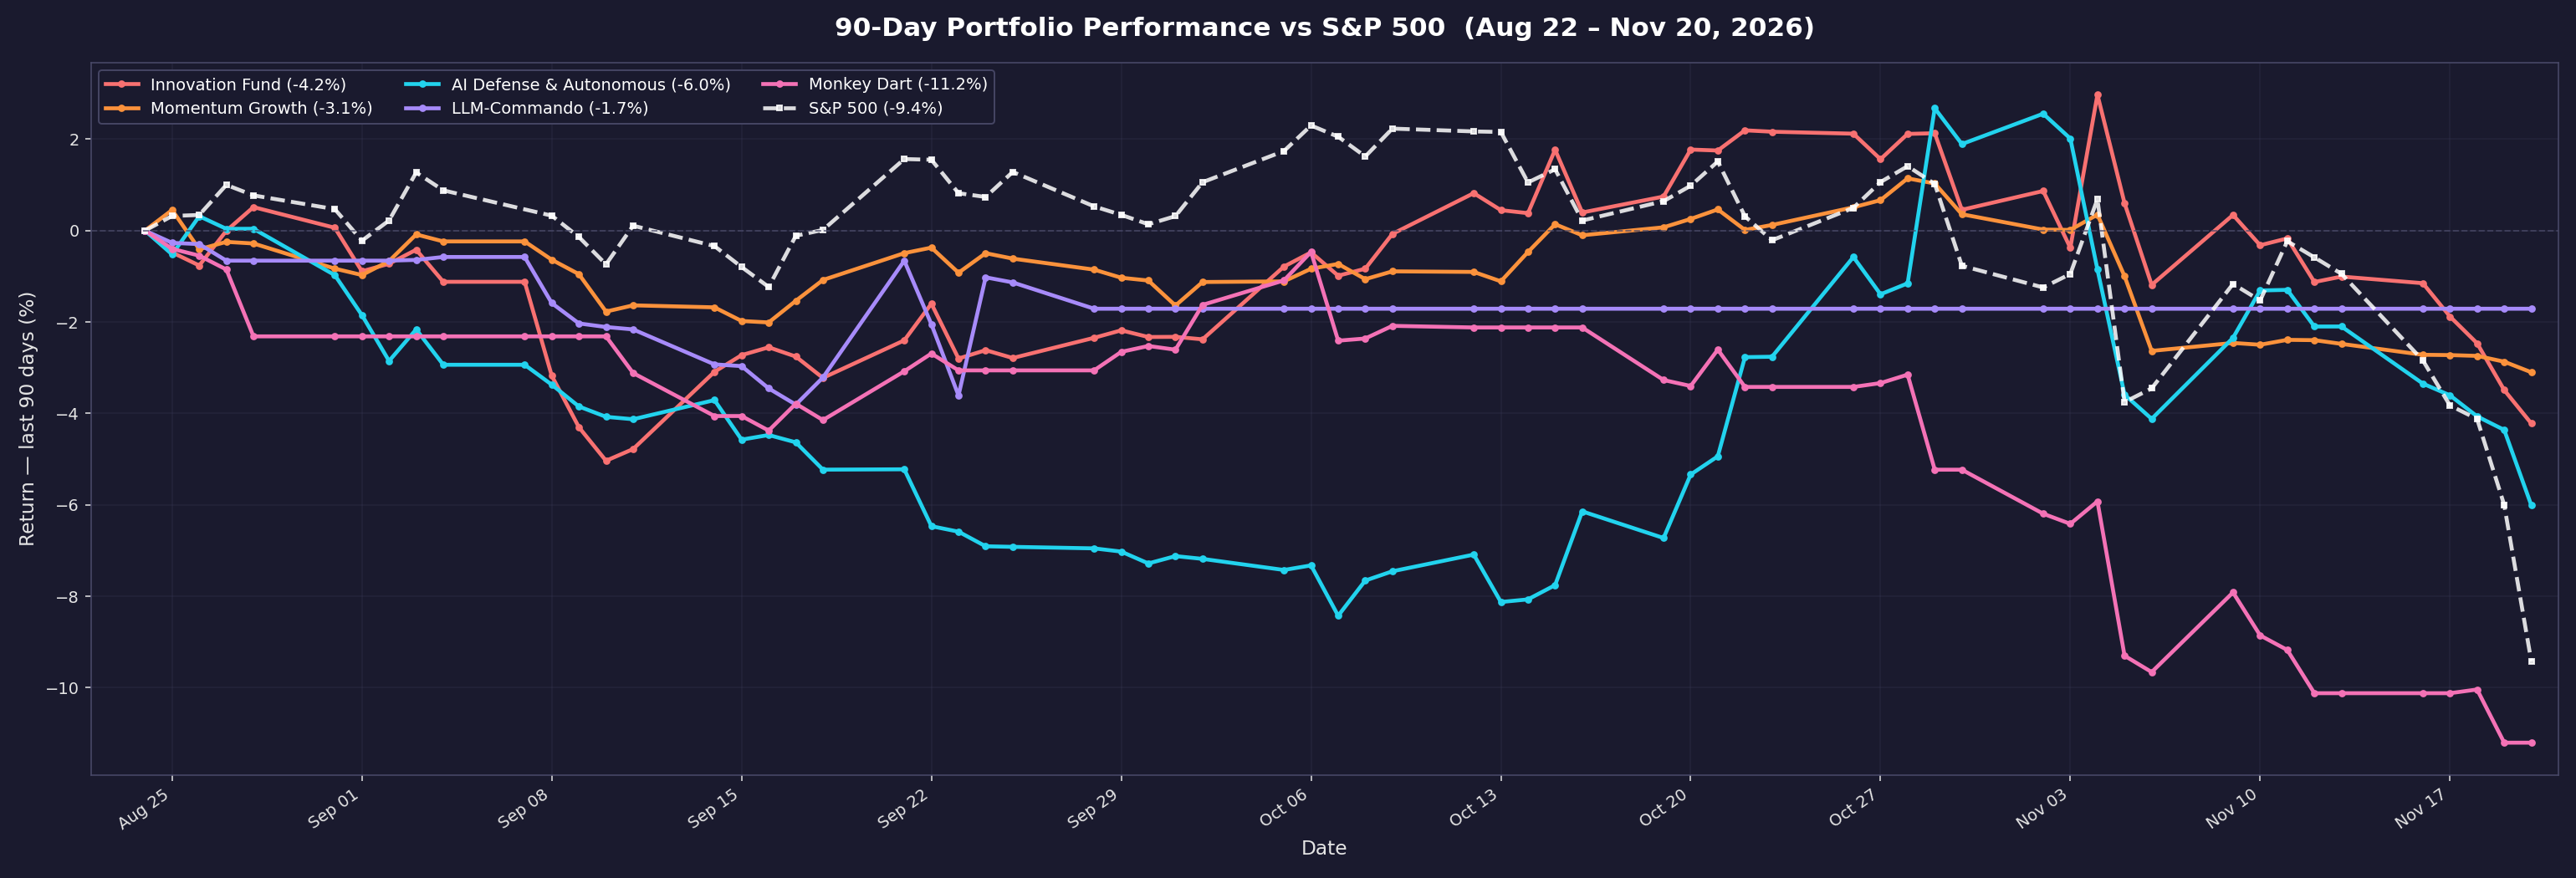 90-Day Portfolio Performance vs S&P 500  (Aug 22 – Nov 20, 2026)
Innovation Fund (-4.2%)
Momentum Growth (-3.1%)
AI Defense & Autonomous (-6.0%)
LLM-Commando (-1.7%)
Monkey Dart (-11.2%)
S&P 500 (-9.4%)
Return — last 90 days (%)
2
0
−2
−4
−6
−8
−10
Aug 25
Sep 01
Sep 08
Sep 15
Sep 22
Sep 29
Oct 06
Oct 13
Oct 20
Oct 27
Nov 03
Nov 10
Nov 17
Date